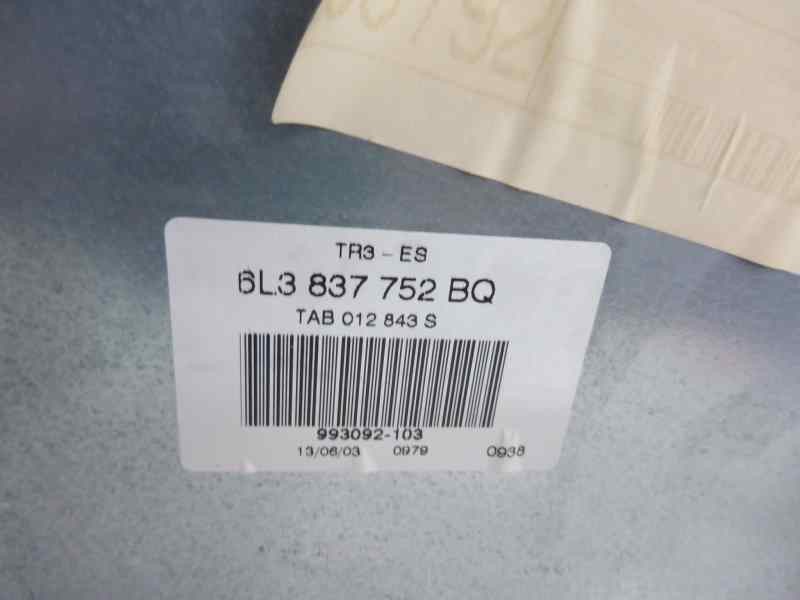 TR3 - ES
6L3 837 752 BQ
TAB 012 843 S
993092-103
13/06/03 0979 0938